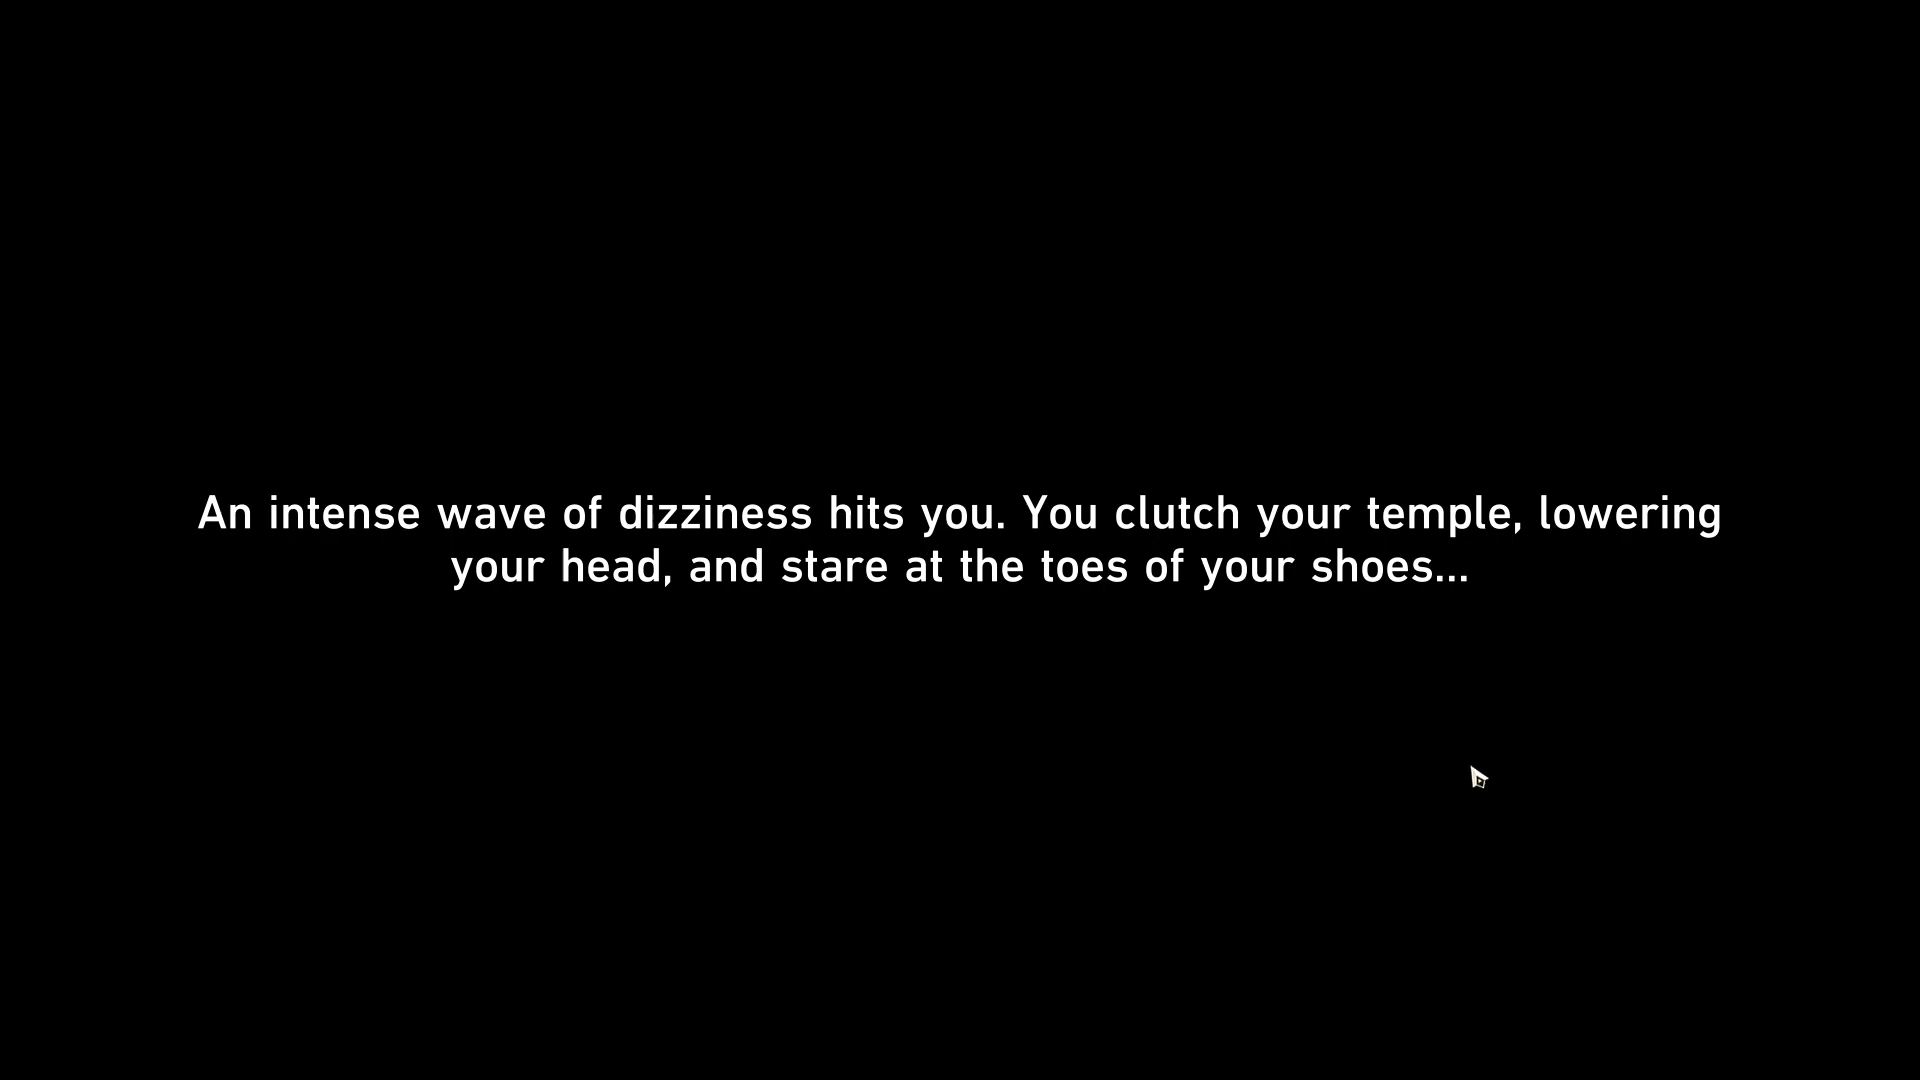 An intense wave of dizziness hits you. You clutch your temple, lowering
your head, and stare at the toes of your shoes...